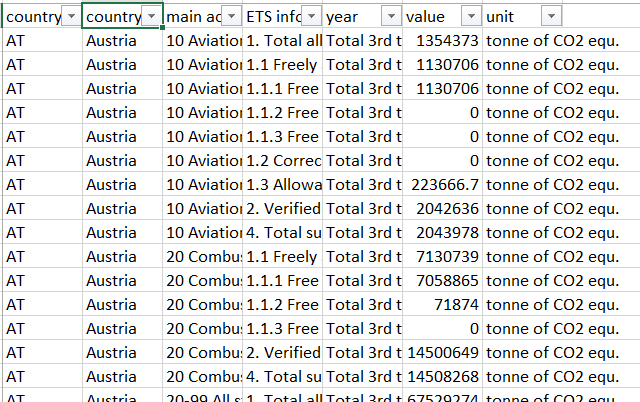 country country main ac ETS info year value unit
AT Austria 10 Aviation 1. Total all Total 3rd t 1354373 tonne of CO2 equ.
AT Austria 10 Aviation 1.1 Freely Total 3rd t 1130706 tonne of CO2 equ.
AT Austria 10 Aviation 1.1.1 Free Total 3rd t 1130706 tonne of CO2 equ.
AT Austria 10 Aviation 1.1.2 Free Total 3rd t 0 tonne of CO2 equ.
AT Austria 10 Aviation 1.1.3 Free Total 3rd t 0 tonne of CO2 equ.
AT Austria 10 Aviation 1.2 Correc Total 3rd t 0 tonne of CO2 equ.
AT Austria 10 Aviation 1.3 Allowa Total 3rd t 223666.7 tonne of CO2 equ.
AT Austria 10 Aviation 2. Verified Total 3rd t 2042636 tonne of CO2 equ.
AT Austria 10 Aviation 4. Total su Total 3rd t 2043978 tonne of CO2 equ.
AT Austria 20 Combus 1.1 Freely Total 3rd t 7130739 tonne of CO2 equ.
AT Austria 20 Combus 1.1.1 Free Total 3rd t 7058865 tonne of CO2 equ.
AT Austria 20 Combus 1.1.2 Free Total 3rd t 71874 tonne of CO2 equ.
AT Austria 20 Combus 1.1.3 Free Total 3rd t 0 tonne of CO2 equ.
AT Austria 20 Combus 2. Verified Total 3rd t 14500649 tonne of CO2 equ.
AT Austria 20 Combus 4. Total su Total 3rd t 14508268 tonne of CO2 equ.
AT Austria 20-99 All s 1. Total all Total 3rd t 67529274 tonne of CO2 equ.